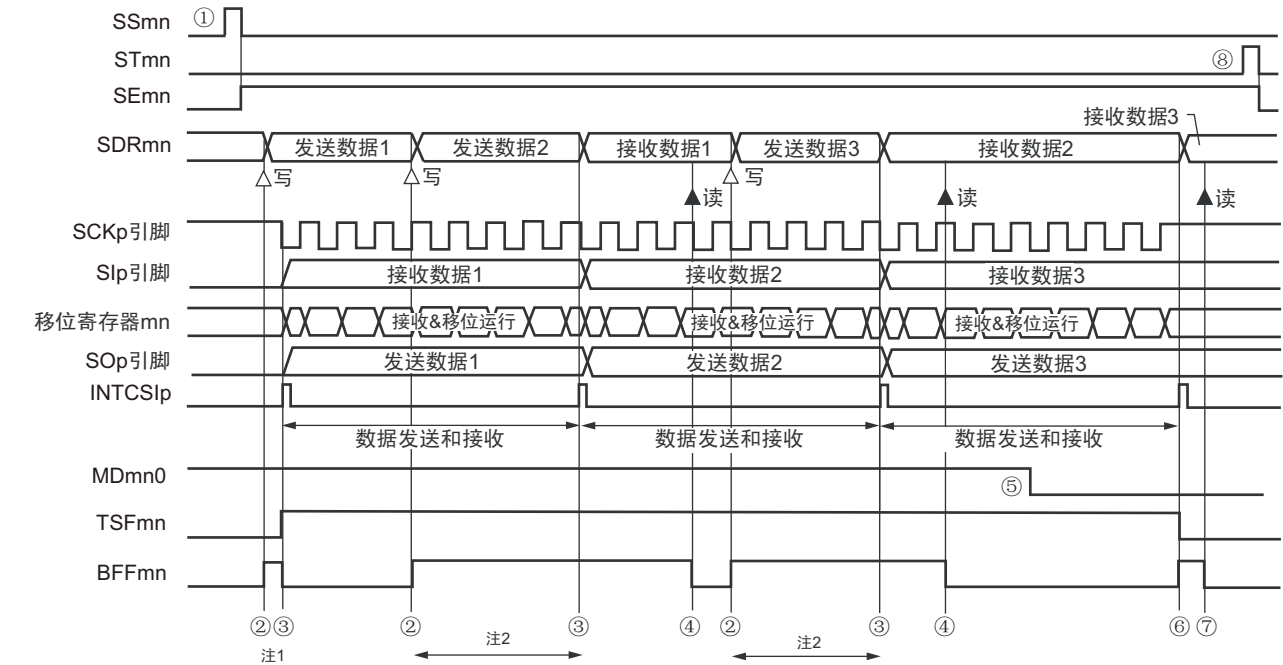 SSmn ①
STmn ⑧
SEmn
接收数据3
SDRmn 发送数据1 发送数据2 接收数据1 发送数据3 接收数据2
写 写 读 写 读 读
SCKp引脚
SIp引脚 接收数据1 接收数据2 接收数据3
移位寄存器mn 接收&移位运行 接收&移位运行 接收&移位运行
SOp引脚 发送数据1 发送数据2 发送数据3
INTCSIp
数据发送和接收 数据发送和接收 数据发送和接收
MDmn0 ⑤
TSFmn
BFFmn
②③ ② ③ ④ ② ③ ④ ⑥ ⑦
注1 注2 注2